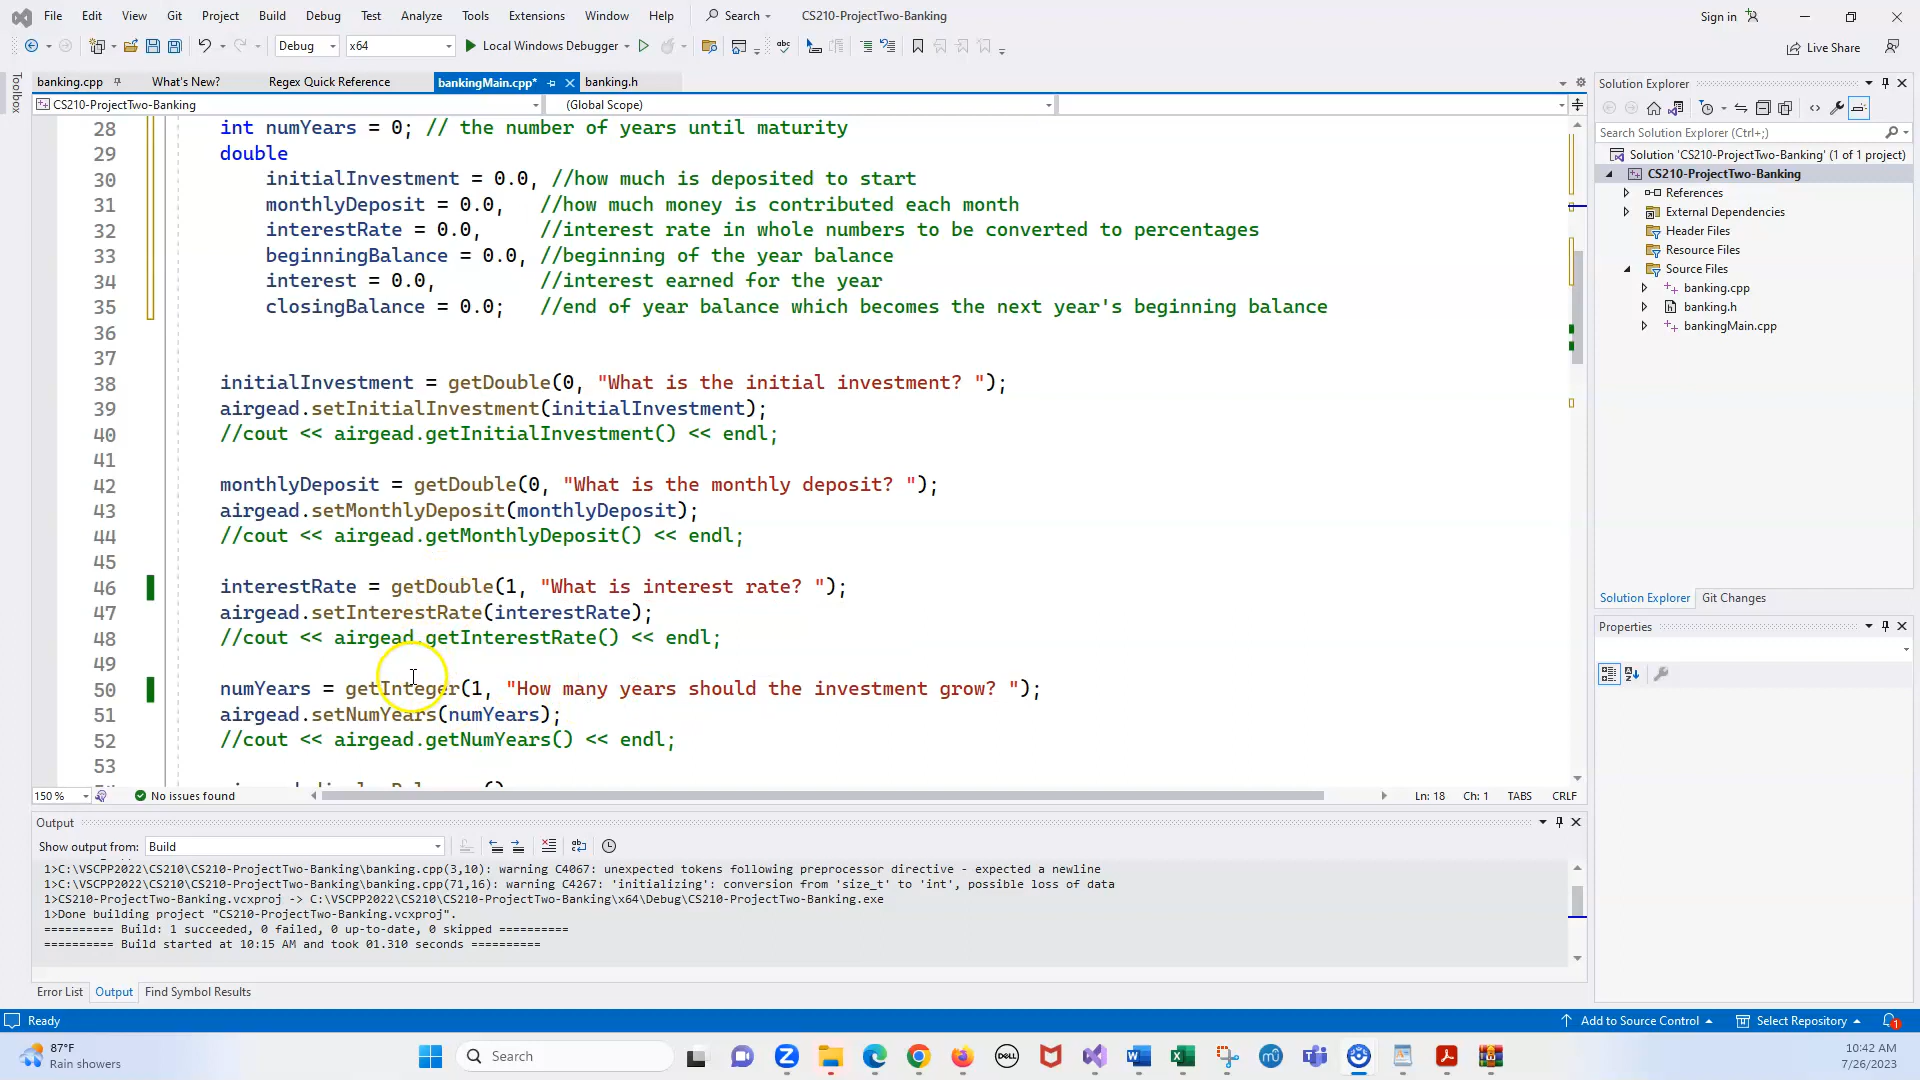 File Edit View Git Project Build Debug Test Analyze Tools Extensions Window Help Search CS210-ProjectTwo-Banking Sign in
Debug x64 Local Windows Debugger abc Live Share
Toolbox
banking.cpp What's New? Regex Quick Reference bankingMain.cpp* banking.h
CS210-ProjectTwo-Banking (Global Scope)
28 int numYears = 0; // the number of years until maturity
29 double
30 initialInvestment = 0.0, //how much is deposited to start
31 monthlyDeposit = 0.0, //how much money is contributed each month
32 interestRate = 0.0, //interest rate in whole numbers to be converted to percentages
33 beginningBalance = 0.0, //beginning of the year balance
34 interest = 0.0, //interest earned for the year
35 closingBalance = 0.0; //end of year balance which becomes the next year's beginning balance
36
37
38 initialInvestment = getDouble(0, "What is the initial investment? ");
39 airgead.setInitialInvestment(initialInvestment);
40 //cout << airgead.getInitialInvestment() << endl;
41
42 monthlyDeposit = getDouble(0, "What is the monthly deposit? ");
43 airgead.setMonthlyDeposit(monthlyDeposit);
44 //cout << airgead.getMonthlyDeposit() << endl;
45
46 interestRate = getDouble(1, "What is interest rate? ");
47 airgead.setInterestRate(interestRate);
48 //cout << airgead.getInterestRate() << endl;
49
50 numYears = getInteger(1, "How many years should the investment grow? ");
51 airgead.setNumYears(numYears);
52 //cout << airgead.getNumYears() << endl;
53
150 % No issues found Ln: 18 Ch: 1 TABS CRLF
Output
Show output from: Build
1>C:\VSCPP2022\CS210\CS210-ProjectTwo-Banking\banking.cpp(3,10): warning C4067: unexpected tokens following preprocessor directive - expected a newline
1>C:\VSCPP2022\CS210\CS210-ProjectTwo-Banking\banking.cpp(71,16): warning C4267: 'initializing': conversion from 'size_t' to 'int', possible loss of data
1>CS210-ProjectTwo-Banking.vcxproj -> C:\VSCPP2022\CS210\CS210-ProjectTwo-Banking\x64\Debug\CS210-ProjectTwo-Banking.exe
1>Done building project "CS210-ProjectTwo-Banking.vcxproj".
========== Build: 1 succeeded, 0 failed, 0 up-to-date, 0 skipped ==========
========== Build started at 10:15 AM and took 01.310 seconds ==========
Error List Output Find Symbol Results
Solution Explorer
Search Solution Explorer (Ctrl+;)
Solution 'CS210-ProjectTwo-Banking' (1 of 1 project)
CS210-ProjectTwo-Banking
References
External Dependencies
Header Files
Resource Files
Source Files
banking.cpp
banking.h
bankingMain.cpp
Solution Explorer Git Changes
Properties
Ready Add to Source Control Select Repository 1
87°F
Rain showers
Search
DELL
10:42 AM
7/26/2023